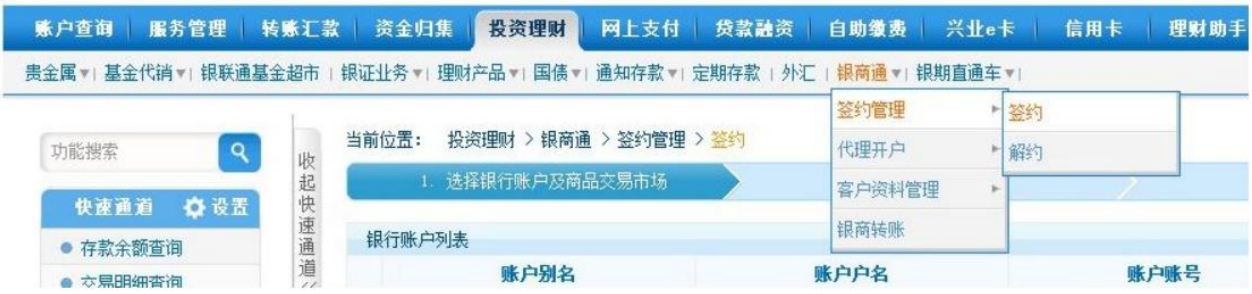 账户查询 服务管理 转账汇款 资金归集 投资理财 网上支付 贷款融资 自助缴费 兴业e卡 信用卡 理财助手
贵金属▼ 基金代销▼ 银联通基金超市 银证业务▼ 理财产品▼ 国债▼ 通知存款▼ 定期存款 外汇 银商通▼ 银期直通车▼
签约管理
签约
代理开户
解约
客户资料管理
银商转账
当前位置: 投资理财 > 银商通 > 签约管理 > 签约
功能搜索
收起快速通道
1. 选择银行账户及商品交易市场
快速通道 设置
存款余额查询
交易明细查询
银行账户列表
账户别名 账户户名 账户账号